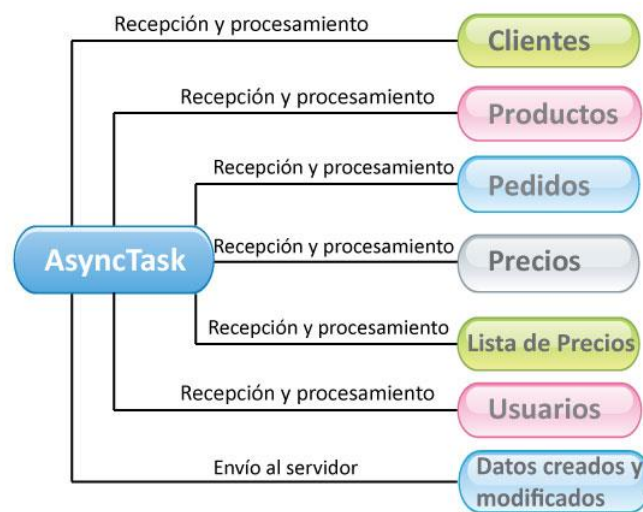 Recepción y procesamiento
Clientes
Recepción y procesamiento
Productos
Recepción y procesamiento
Pedidos
AsyncTask
Recepción y procesamiento
Precios
Recepción y procesamiento
Lista de Precios
Recepción y procesamiento
Usuarios
Envío al servidor
Datos creados y
modificados